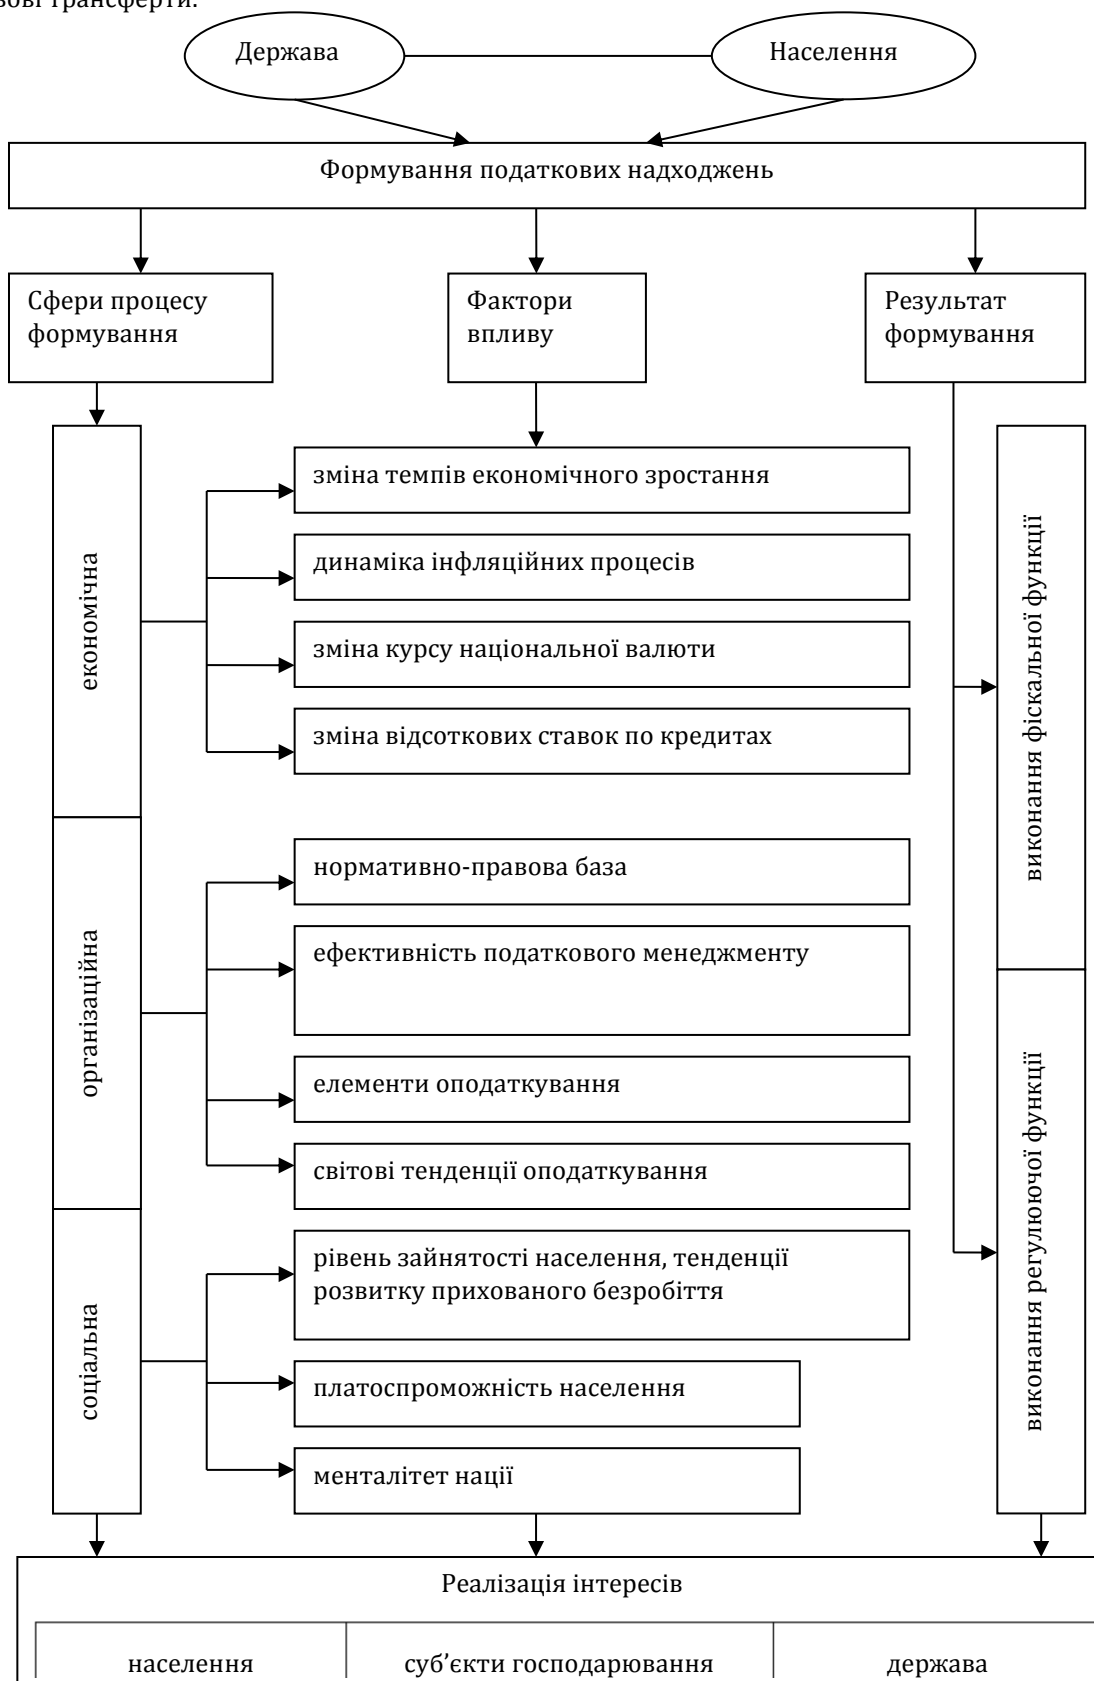 трансферти.
Держава
Населення
Формування податкових надходжень
Сфери процесу
формування
Фактори
впливу
Результат
формування
економічна
зміна темпів економічного зростання
динаміка інфляційних процесів
зміна курсу національної валюти
зміна відсоткових ставок по кредитах
організаційна
нормативно-правова база
ефективність податкового менеджменту
елементи оподаткування
світові тенденції оподаткування
соціальна
рівень зайнятості населення, тенденції
розвитку прихованого безробіття
платоспроможність населення
менталітет нації
виконання фіскальної функції
виконання регулюючої функції
Реалізація інтересів
населення
суб’єкти господарювання
держава